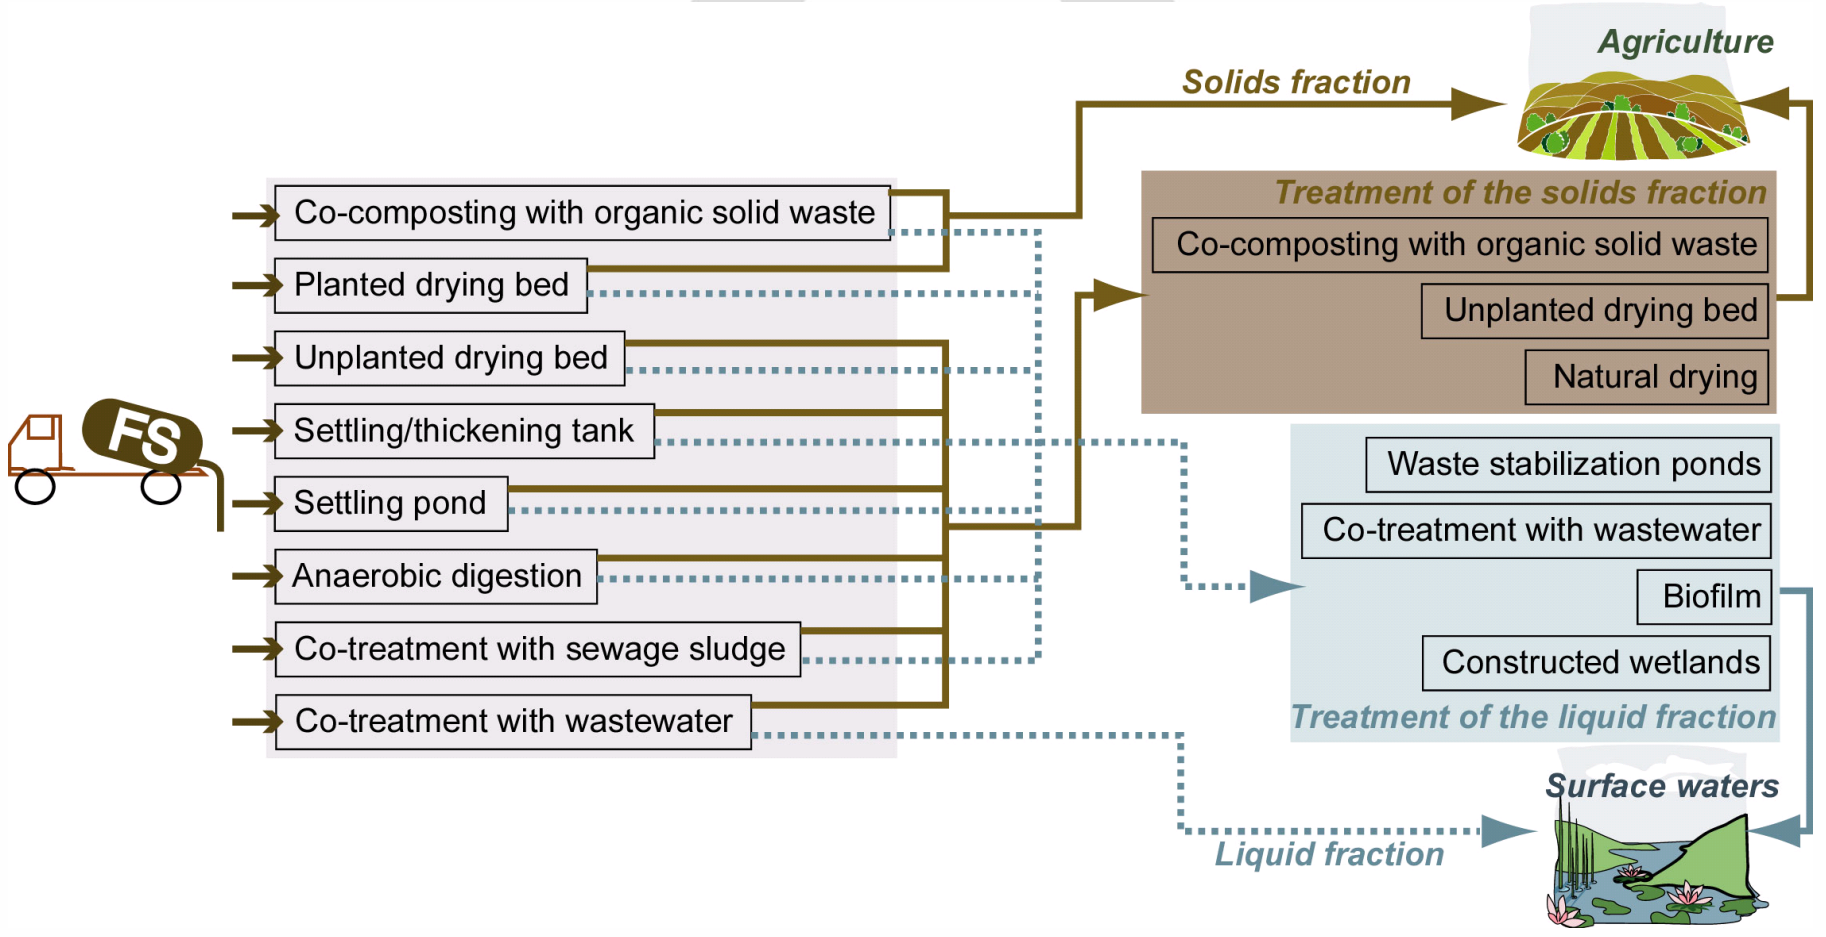 Agriculture
Solids fraction
Treatment of the solids fraction
Co-composting with organic solid waste
Co-composting with organic solid waste
Planted drying bed
Unplanted drying bed
Unplanted drying bed
Natural drying
FS
Settling/thickening tank
Waste stabilization ponds
Settling pond
Co-treatment with wastewater
Anaerobic digestion
Biofilm
Co-treatment with sewage sludge
Constructed wetlands
Co-treatment with wastewater
Treatment of the liquid fraction
Surface waters
Liquid fraction